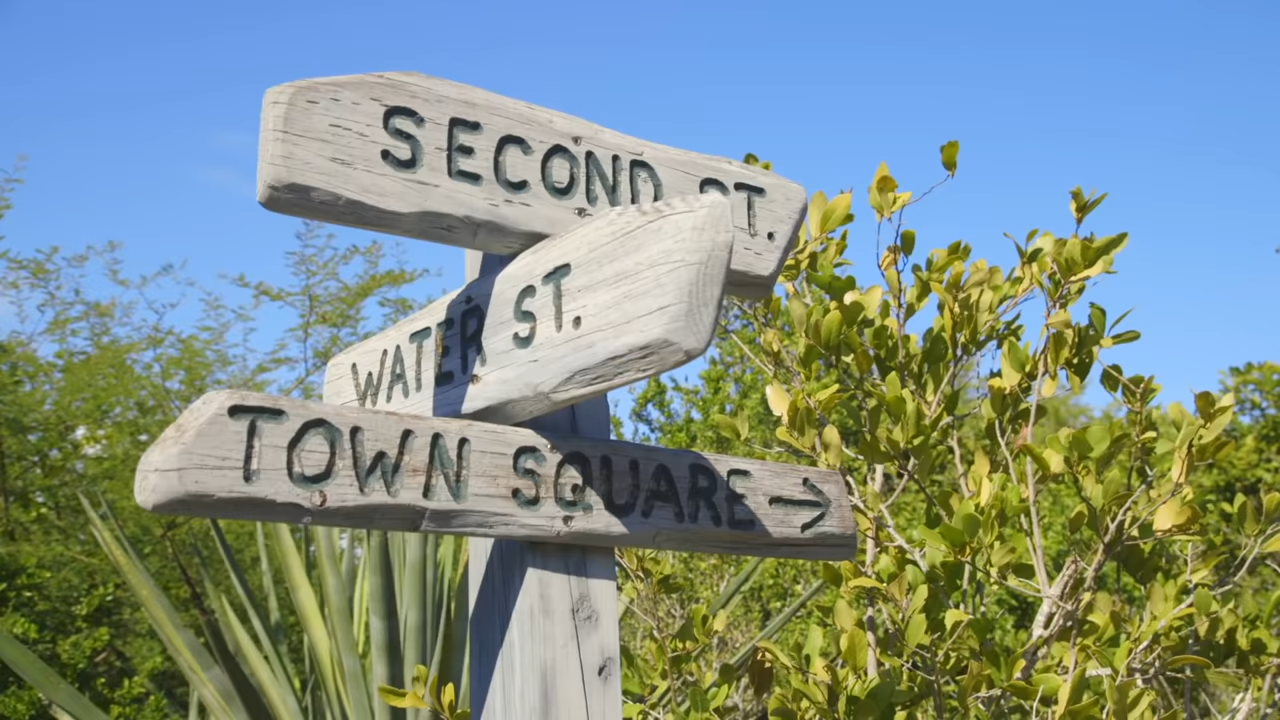 SECOND ST.
WATER ST.
TOWN SQUARE →